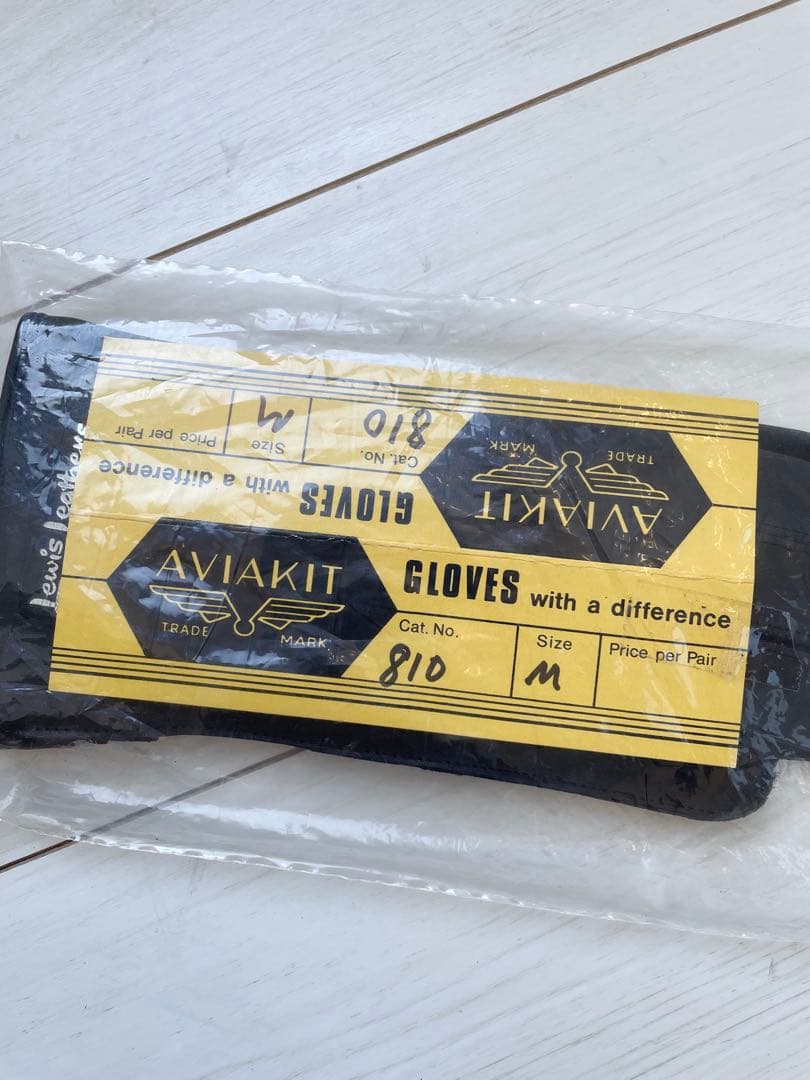 Lewis Leathers
Price per Pair
Size
M
Cat. No.
810
GLOVES with a difference
AVIAKIT
TRADE MARK
AVIAKIT
TRADE MARK
GLOVES with a difference
Cat. No.
810
Size
M
Price per Pair